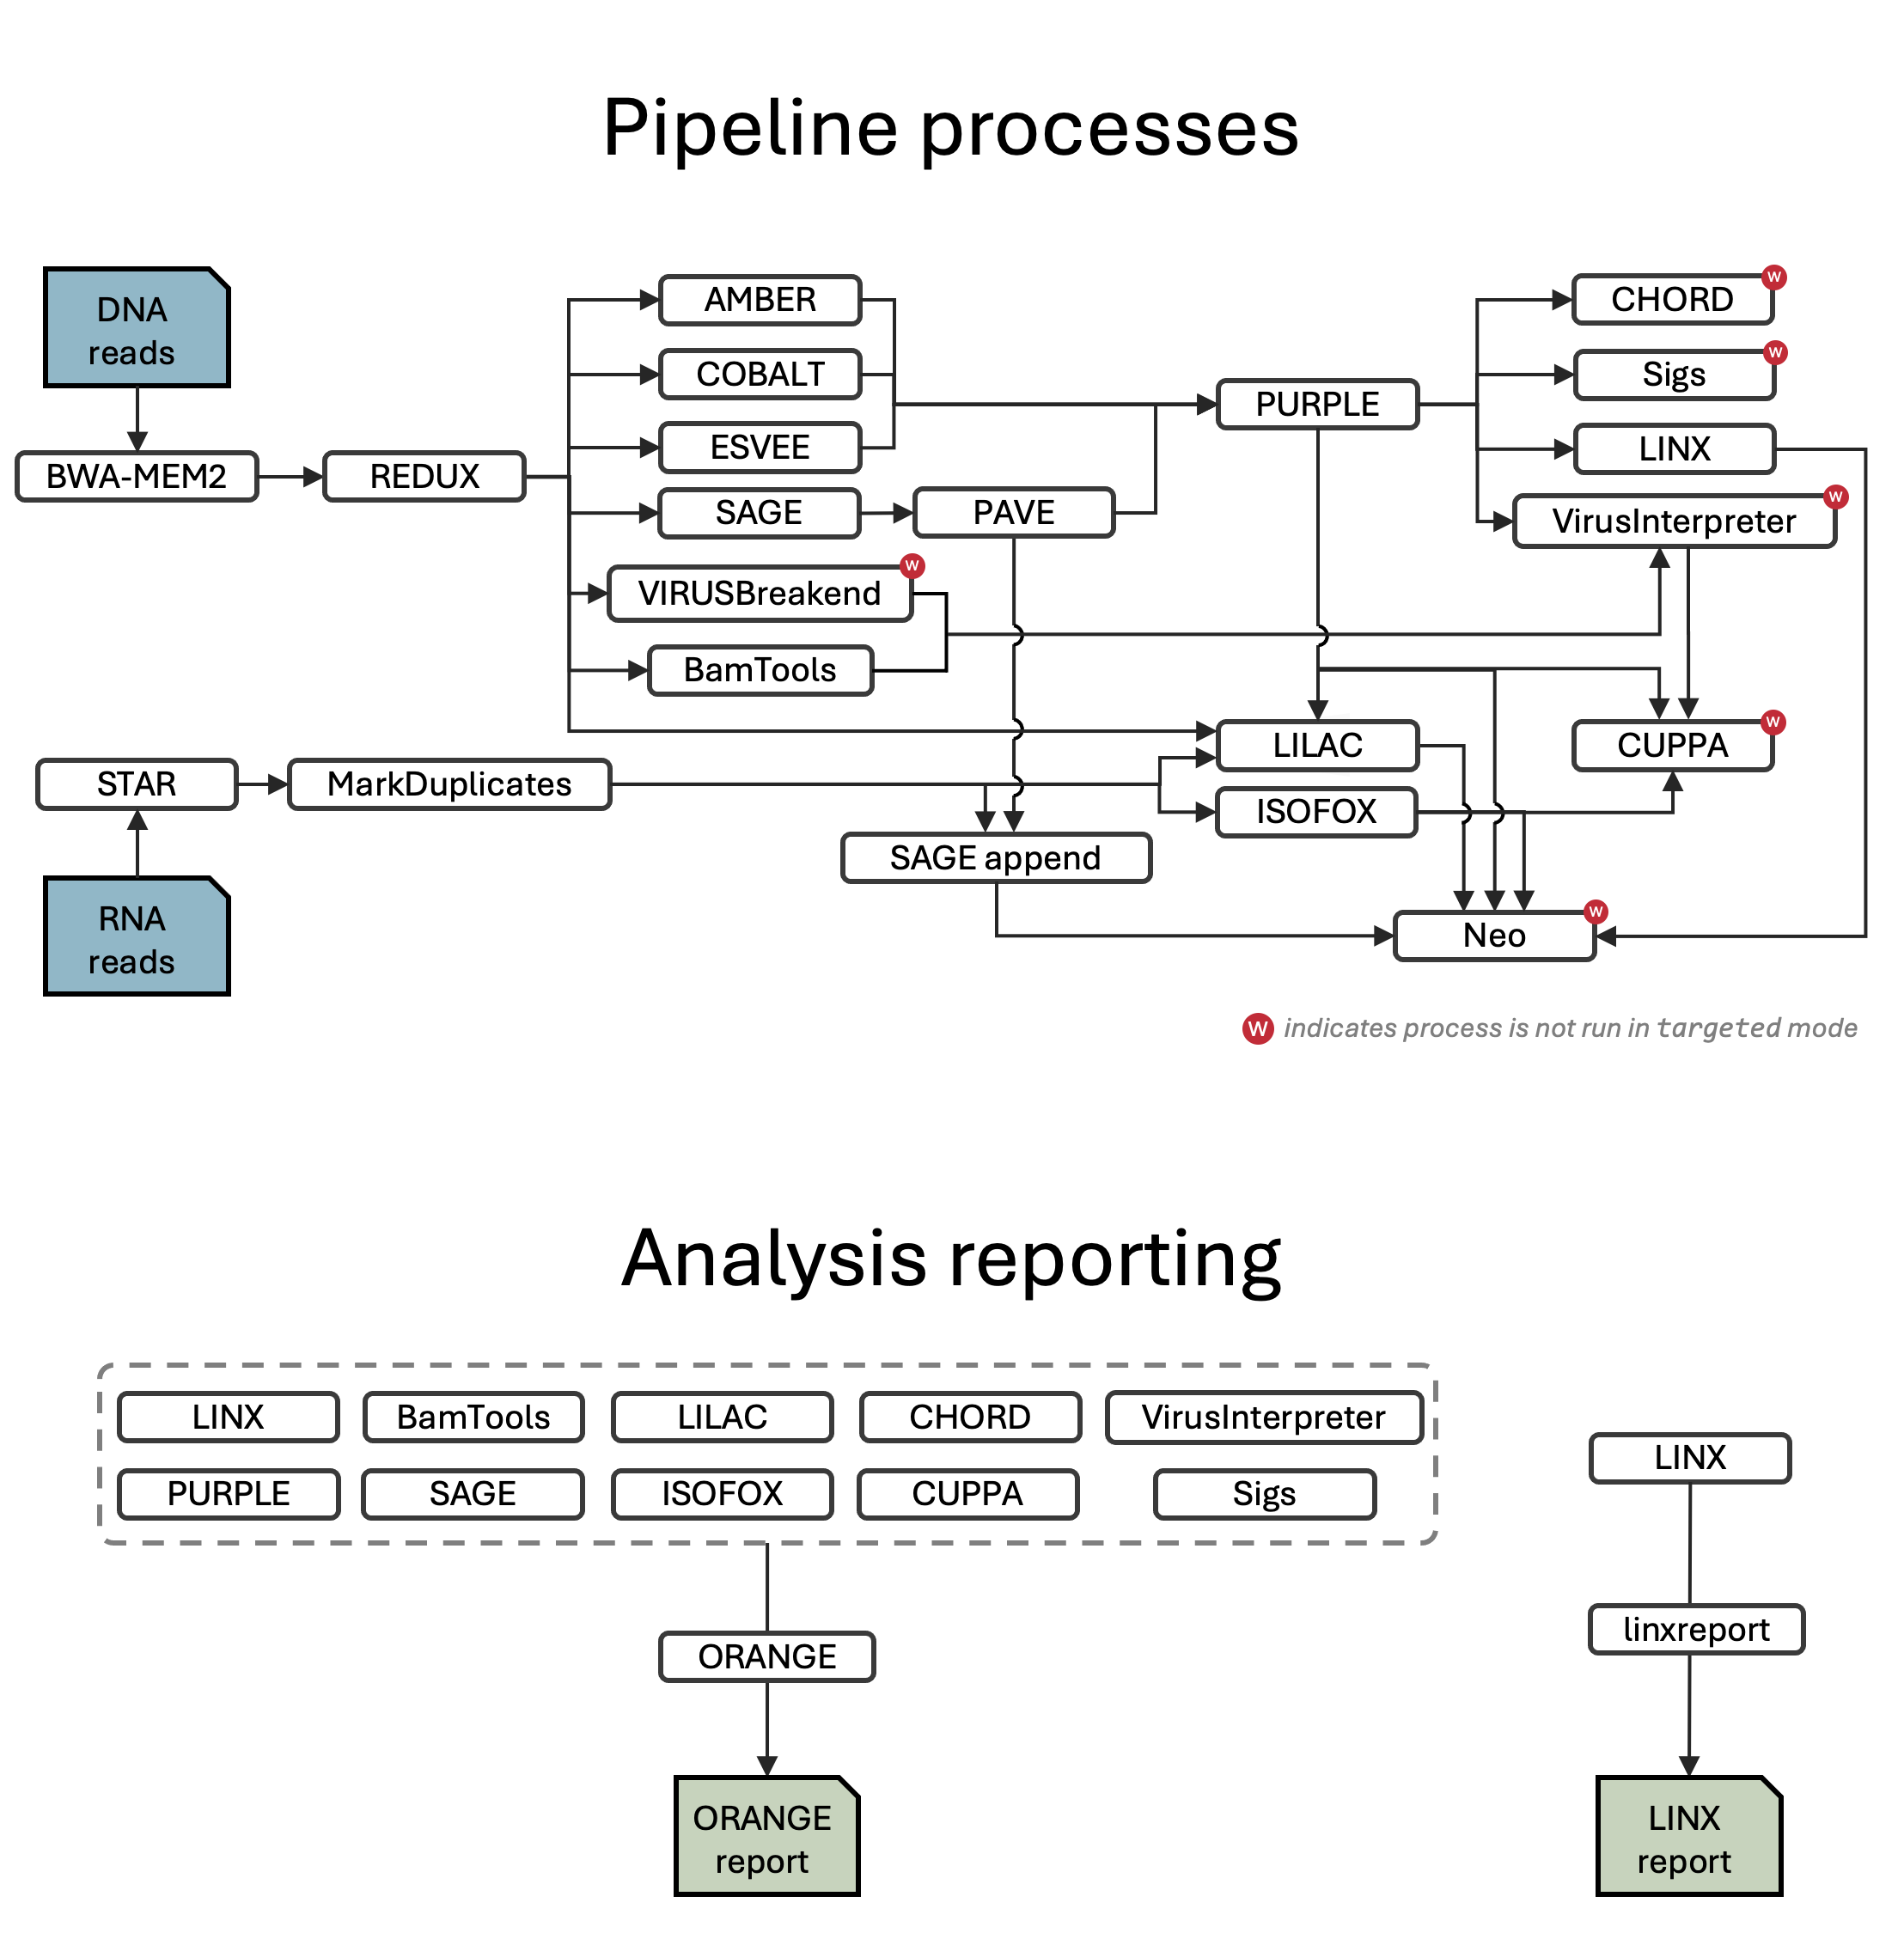 Pipeline processes
DNA
reads
BWA-MEM2
REDUX
AMBER
COBALT
ESVEE
SAGE
PAVE
VIRUSBreakend
W
BamTools
PURPLE
CHORD
W
Sigs
W
LINX
VirusInterpreter
W
STAR
MarkDuplicates
LILAC
CUPPA
W
ISOFOX
SAGE append
RNA
reads
Neo
W
W indicates process is not run in targeted mode
Analysis reporting
LINX
BamTools
LILAC
CHORD
VirusInterpreter
PURPLE
SAGE
ISOFOX
CUPPA
Sigs
ORANGE
ORANGE
report
LINX
linxreport
LINX
report